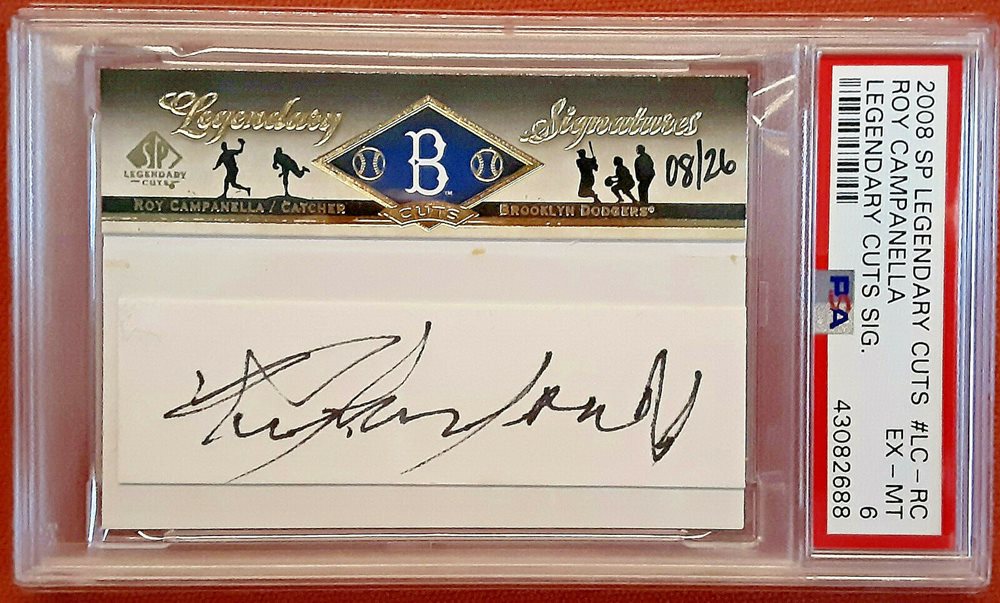 Legendary Signatures
SP
LEGENDARY
CUTS
B
TM
08/26
CUTS
ROY CAMPANELLA / CATCHER
BROOKLYN DODGERS®
2008 SP LEGENDARY CUTS #LC-RC
ROY CAMPANELLA EX-MT
LEGENDARY CUTS SIG. 6
PSA
43082688